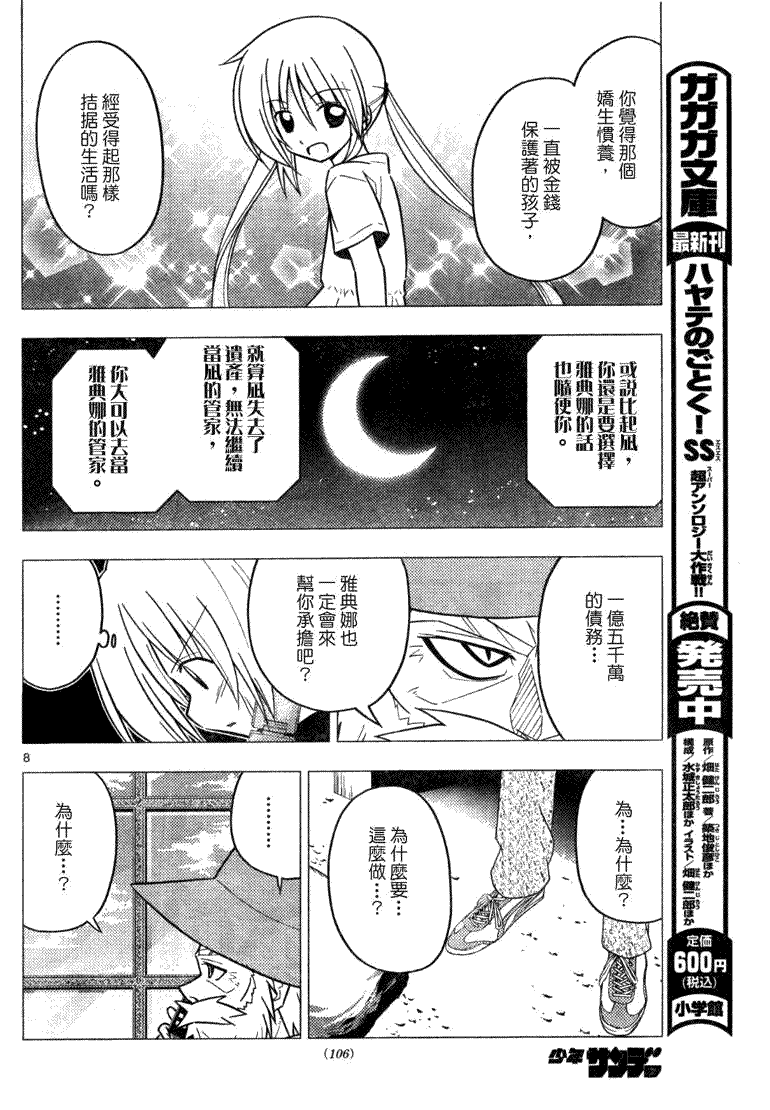 你覺得那個
嬌生慣養，
一直被金錢
保護著的孩子，
經受得起那樣
拮据的生活嗎？
或說比起凪，
你還是要選擇
雅典娜的話
也隨便你。
就算凪失去了
遺產，無法繼續
當凪的管家，
你大可以去當
雅典娜的管家。
一億五千萬
的債務…
雅典娜也
一定會來
幫你承擔吧？
………
8
為…為什麼？
為什麼要…
這麼做…？
………
為什麼…？
(106)
少年サンデー
ガガガ文庫
最新刊
ハヤテのごとく！SS
超アンソロジー大作戦!!
絶賛
発売中
原作／畑 健二郎 著／築地俊彦ほか
構成／水城正太郎ほか イラスト／畑 健二郎ほか
定価
600円
(税込)
小学館